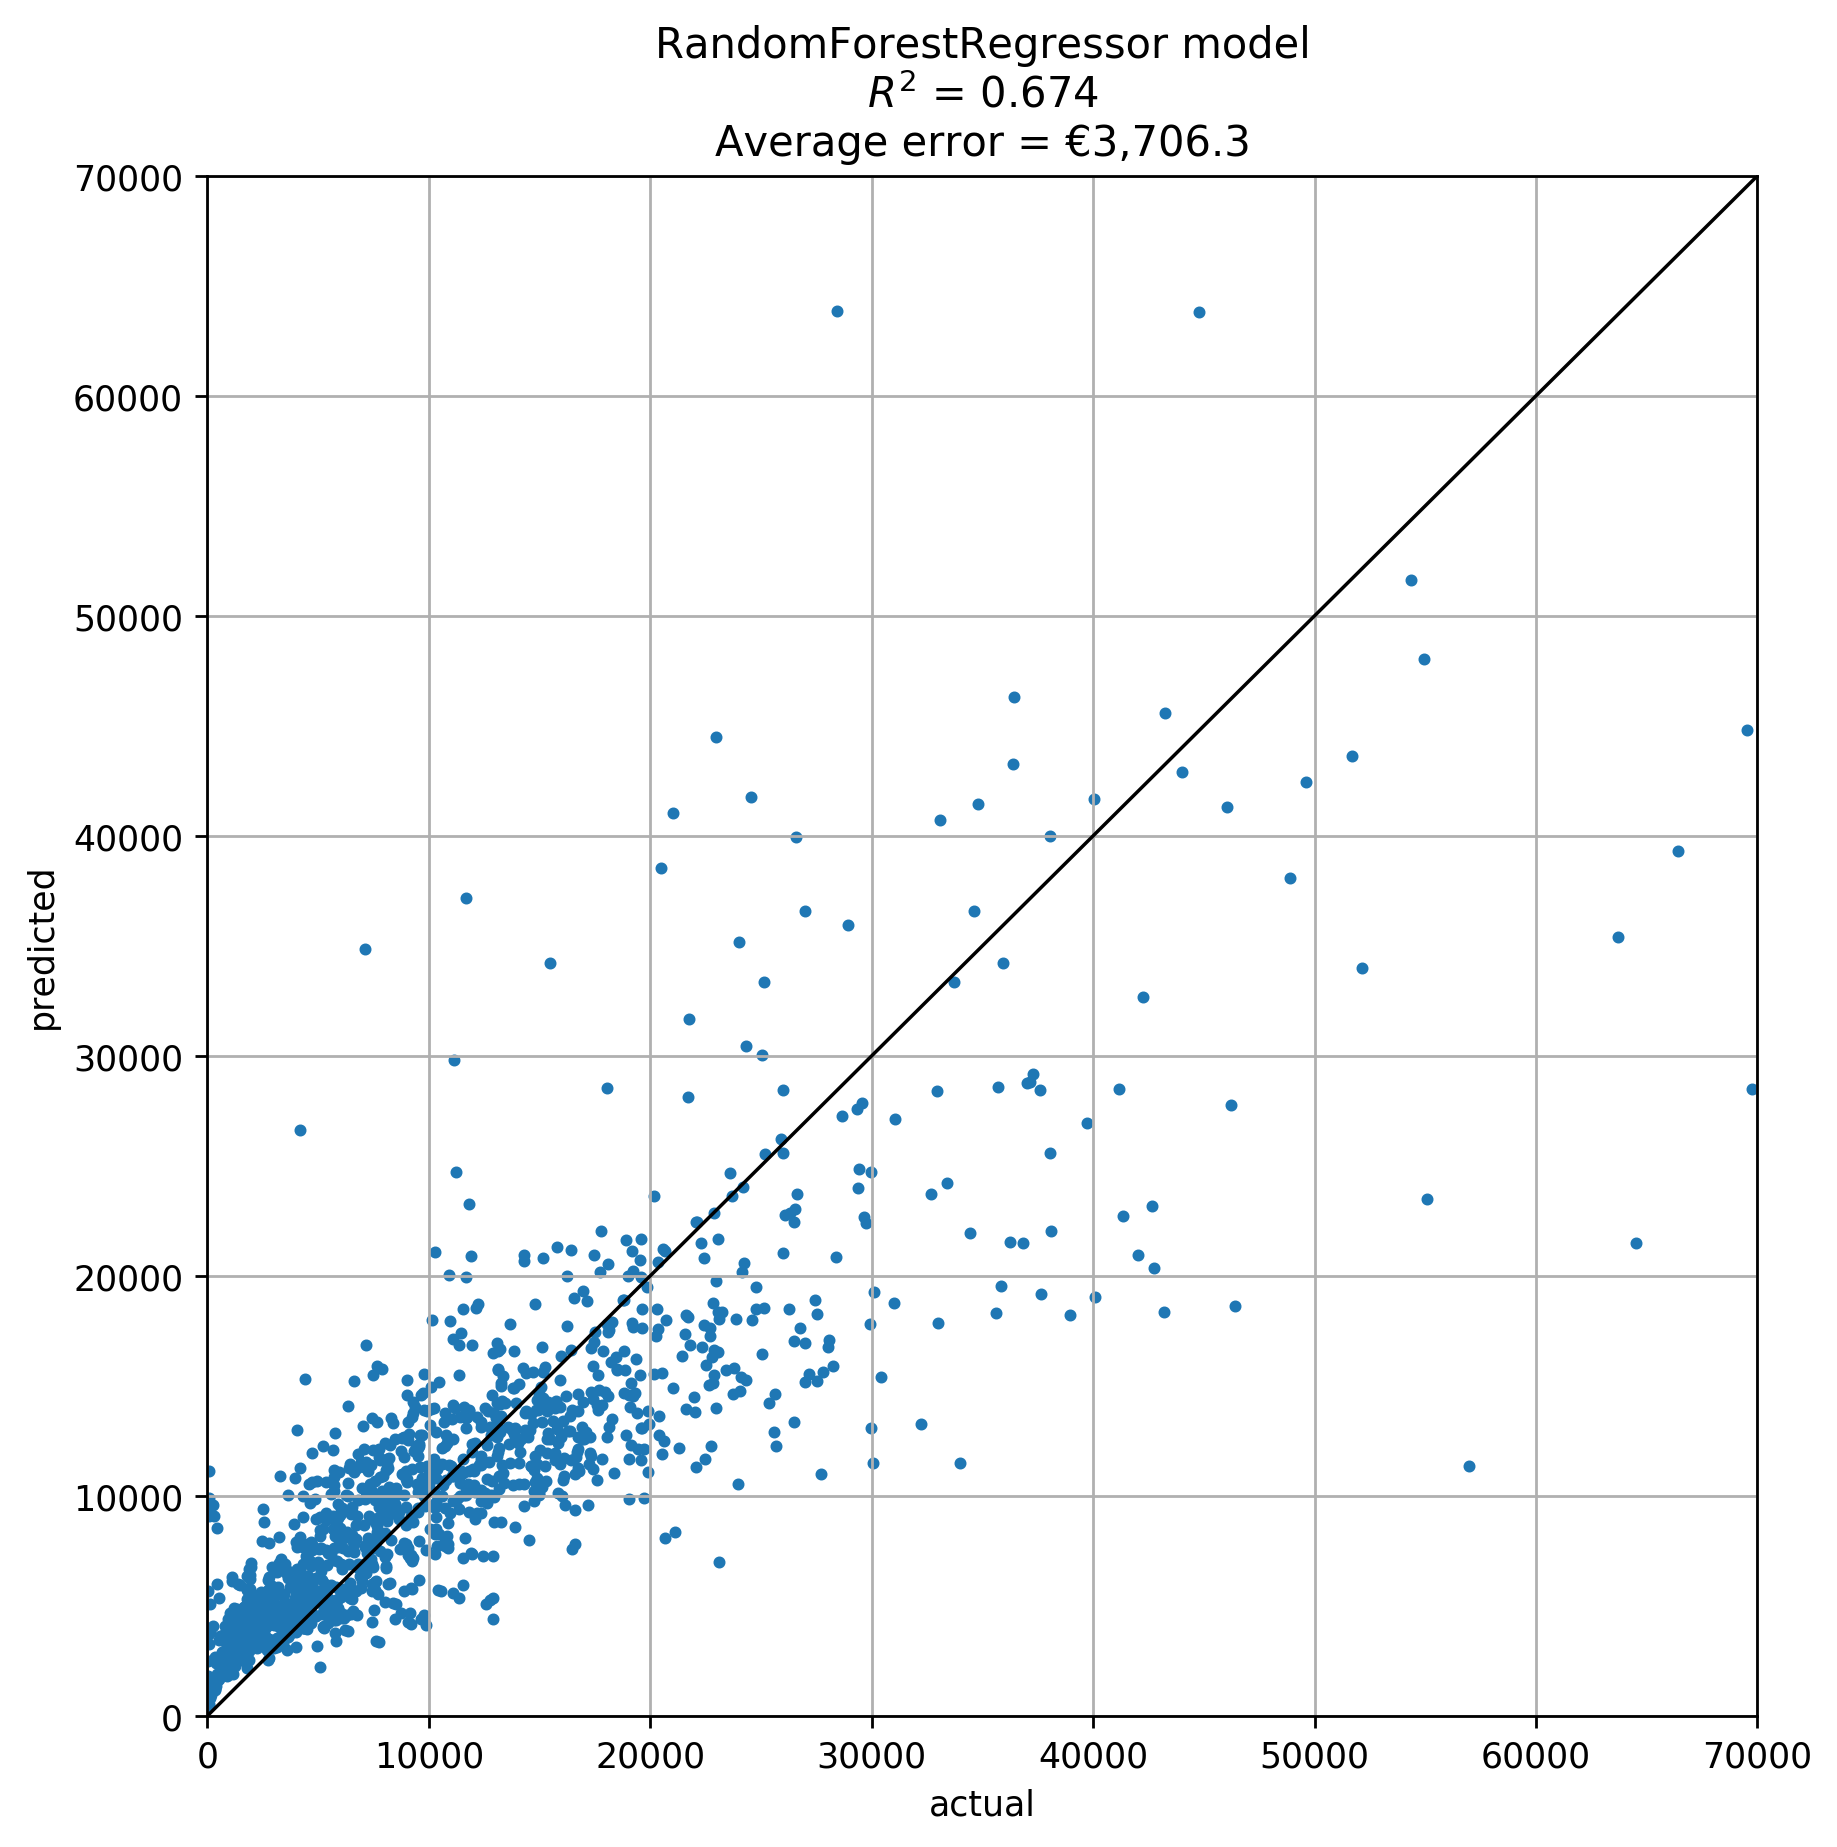 RandomForestRegressor model
R² = 0.674
Average error = €3,706.3
70000
60000
50000
40000
30000
20000
10000
0
predicted
0 10000 20000 30000 40000 50000 60000 70000
actual